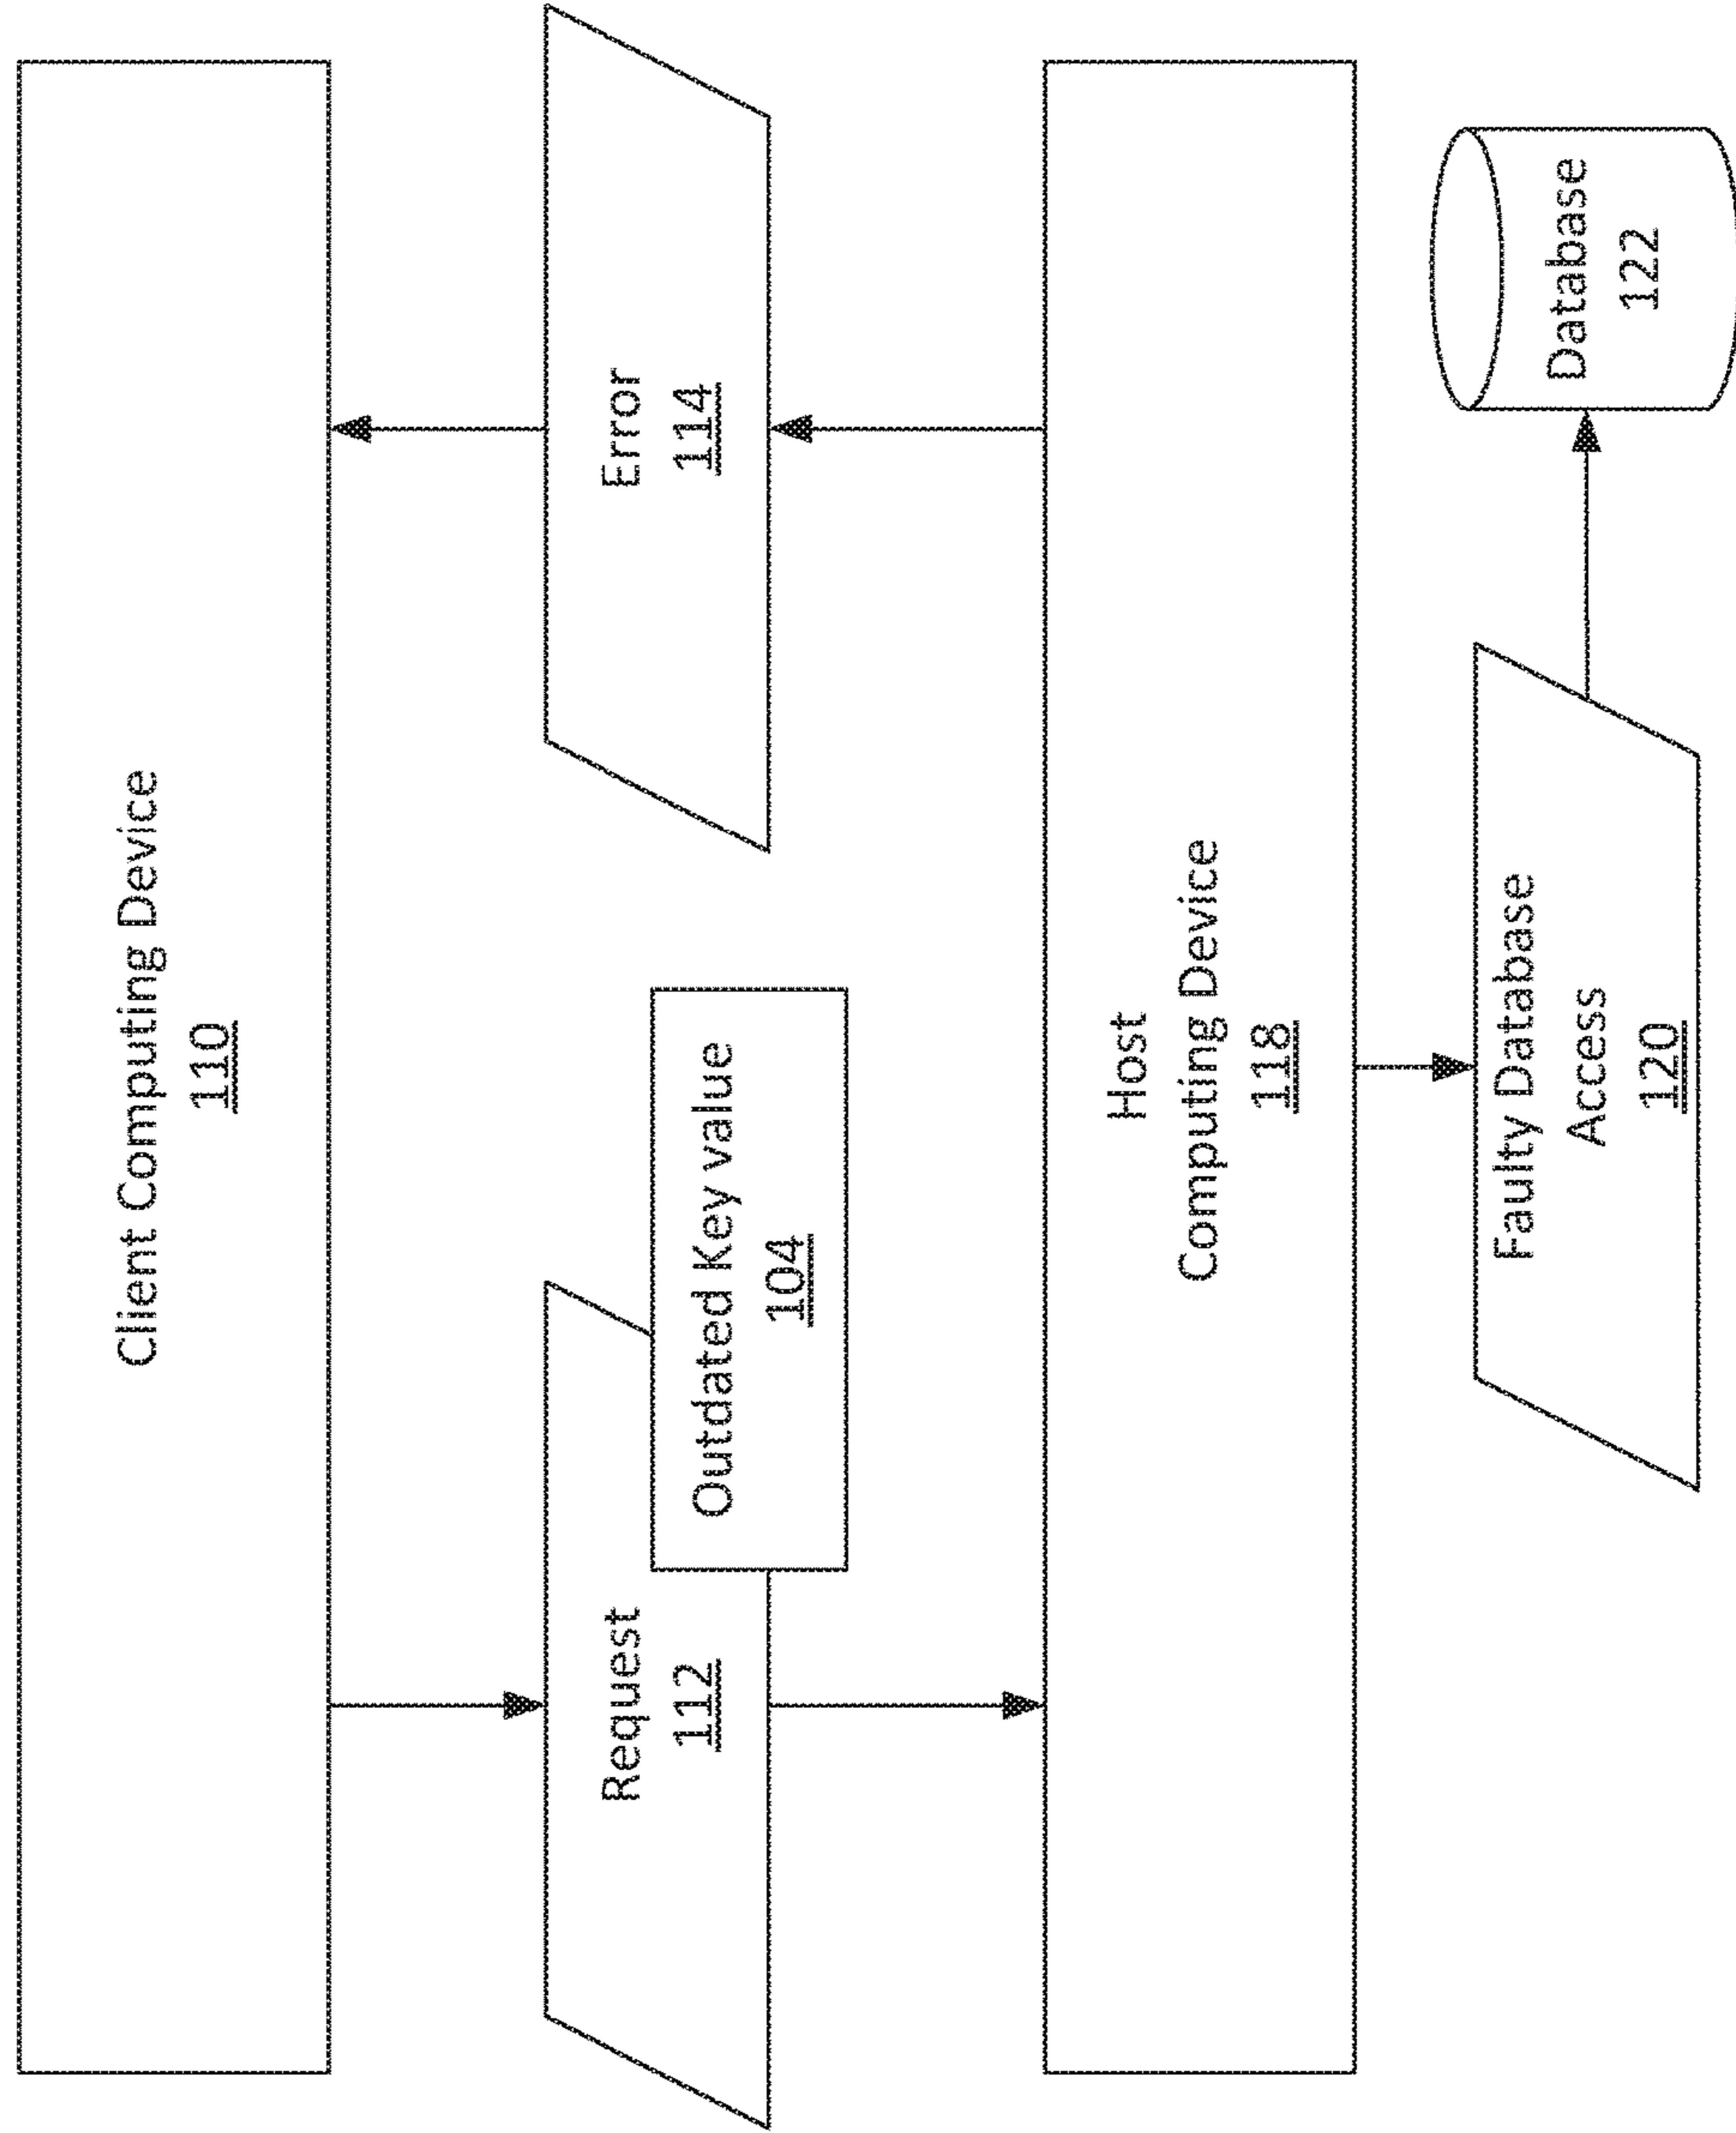 Client Computing Device
110
Request
112
Outdated Key value
104
Error
114
Host
Computing Device
118
Faulty Database
Access
120
Database
122